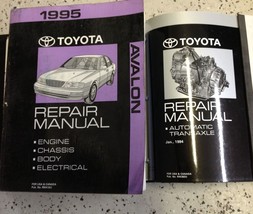 1995
TOYOTA
AVALON
REPAIR
MANUAL
• ENGINE
• CHASSIS
• BODY
• ELECTRICAL
TOYOTA
REPAIR
MANUAL
• AUTOMATIC
TRANSAXLE